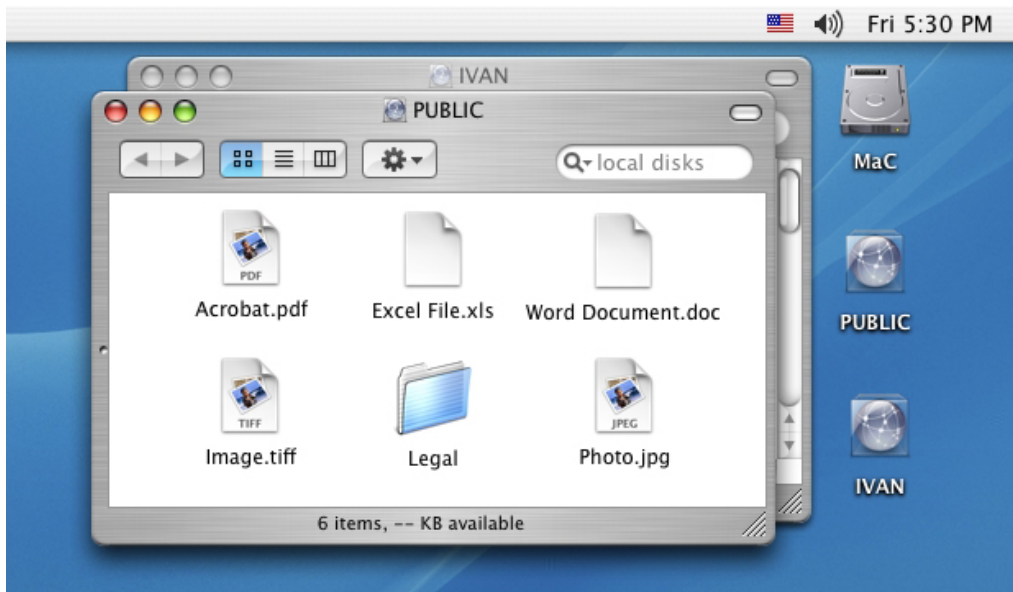 Fri 5:30 PM
IVAN
PUBLIC
local disks
MaC
PDF
Acrobat.pdf
Excel File.xls
Word Document.doc
PUBLIC
TIFF
Image.tiff
Legal
JPEG
Photo.jpg
IVAN
6 items, -- KB available